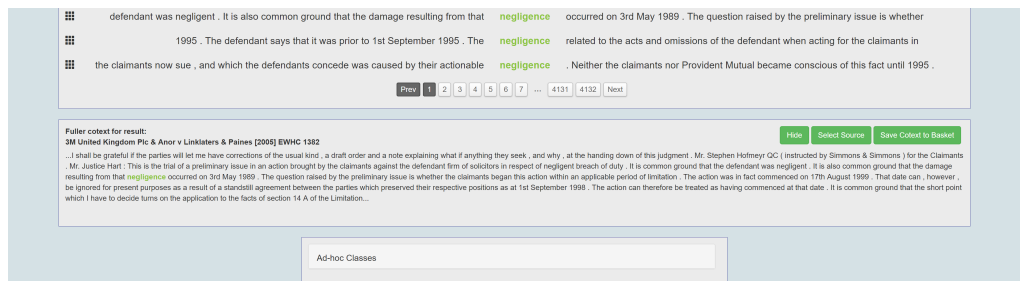 defendant was negligent . It is also common ground that the damage resulting from that negligence occurred on 3rd May 1989 . The question raised by the preliminary issue is whether
1995 . The defendant says that it was prior to 1st September 1995 . The negligence related to the acts and omissions of the defendant when acting for the claimants in
the claimants now sue , and which the defendants concede was caused by their actionable negligence . Neither the claimants nor Provident Mutual became conscious of this fact until 1995 .
Prev 1 2 3 4 5 6 7 ... 4131 4132 Next
Fuller cotext for result:
3M United Kingdom Plc & Anor v Linklaters & Paines [2005] EWHC 1382
Hide Select Source Save Cotext to Basket
...I shall be grateful if the parties will let me have corrections of the usual kind , a draft order and a note explaining what if anything they seek , and why , at the handing down of this judgment . Mr. Stephen Hofmeyr QC ( instructed by Simmons & Simmons ) for the Claimants
. Mr. Justice Hart : This is the trial of a preliminary issue in an action brought by the claimants against the defendant firm of solicitors in respect of negligent breach of duty . It is common ground that the defendant was negligent . It is also common ground that the damage
resulting from that negligence occurred on 3rd May 1989 . The question raised by the preliminary issue is whether the claimants began this action within an applicable period of limitation . The action was in fact commenced on 17th August 1999 . That date can , however ,
be ignored for present purposes as a result of a standstill agreement between the parties which preserved their respective positions as at 1st September 1998 . The action can therefore be treated as having commenced at that date . It is common ground that the short point
which I have to decide turns on the application to the facts of section 14 A of the Limitation...
Ad-hoc Classes